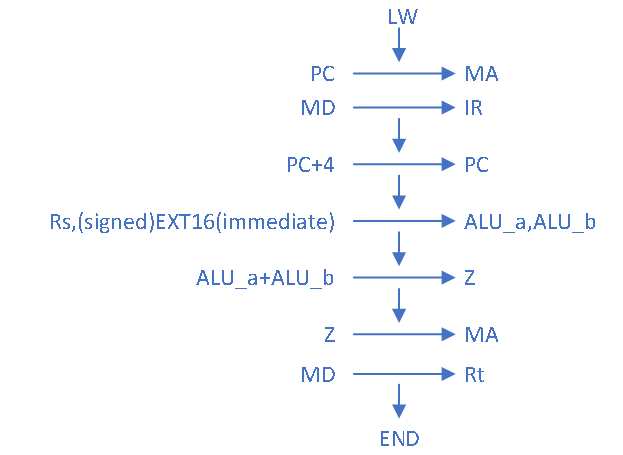 LW
PC MA
MD IR
PC+4 PC
Rs,(signed)EXT16(immediate) ALU_a,ALU_b
ALU_a+ALU_b Z
Z MA
MD Rt
END